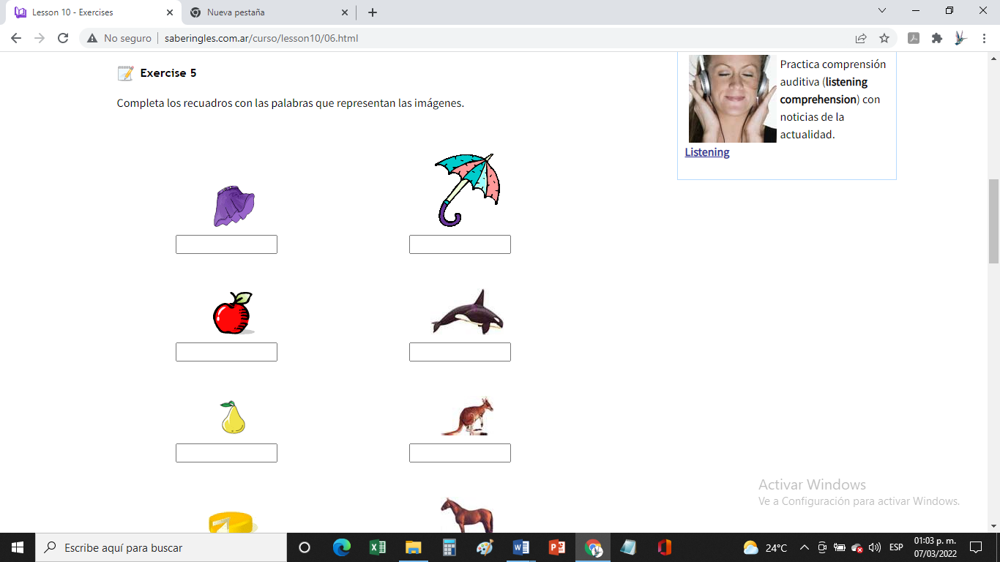 Lesson 10 - Exercises
Nueva pestaña
No seguro
saberingles.com.ar/curso/lesson10/06.html
Exercise 5
Completa los recuadros con las palabras que representan las imágenes.
Practica comprensión
auditiva (listening
comprehension) con
noticias de la
actualidad.
Listening
Activar Windows
Ve a Configuración para activar Windows.
Escribe aquí para buscar
24°C
ESP
01:03 p. m.
07/03/2022